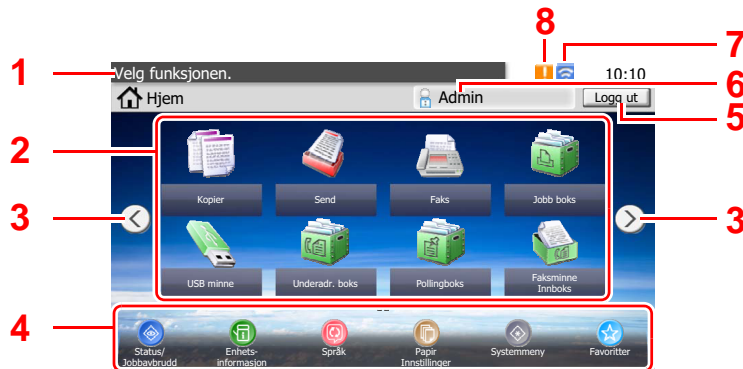 8
7
1
Velg funksjonen.
10:10
6
Hjem
Admin
Logg ut
5
2
Kopier
Send
Faks
Jobb boks
3
3
USB minne
Underadr. boks
Pollingboks
Faksminne
Innboks
4
Status/
Jobbavbrudd
Enhets-
informasjon
Språk
Papir
Innstillinger
Systemmeny
Favoritter